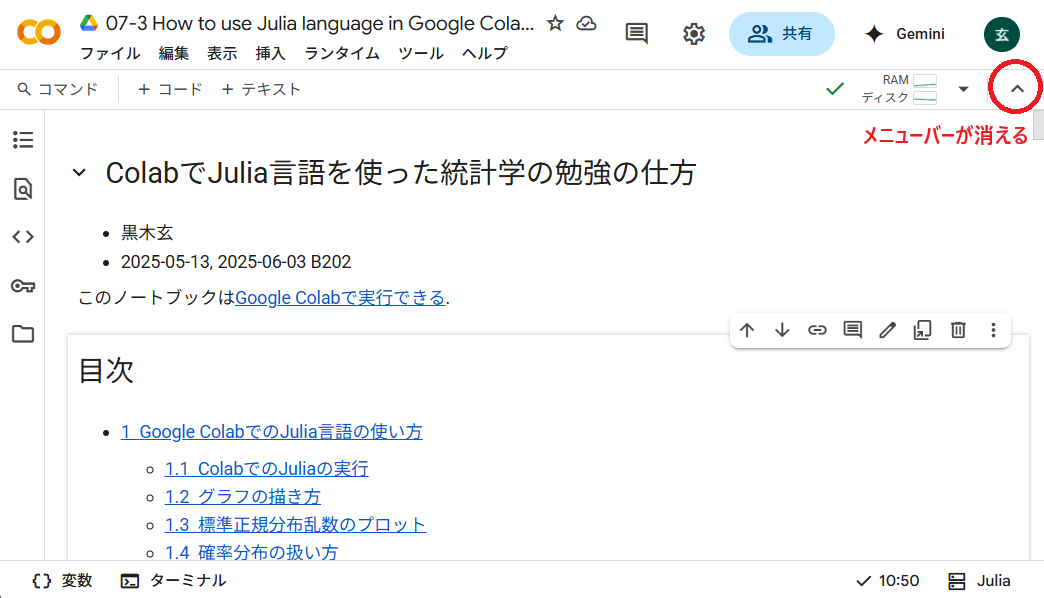 07-3 How to use Julia language in Google Cola...
ファイル 編集 表示 挿入 ランタイム ツール ヘルプ
共有
Gemini
玄
コマンド
+ コード
+ テキスト
RAM
ディスク
メニューバーが消える
ColabでJulia言語を使った統計学の勉強の仕方
黒木玄
2025-05-13, 2025-06-03 B202
このノートブックはGoogle Colabで実行できる.
目次
1 Google ColabでのJulia言語の使い方
1.1 ColabでのJuliaの実行
1.2 グラフの描き方
1.3 標準正規分布乱数のプロット
1.4 確率分布の扱い方
変数
ターミナル
10:50
Julia